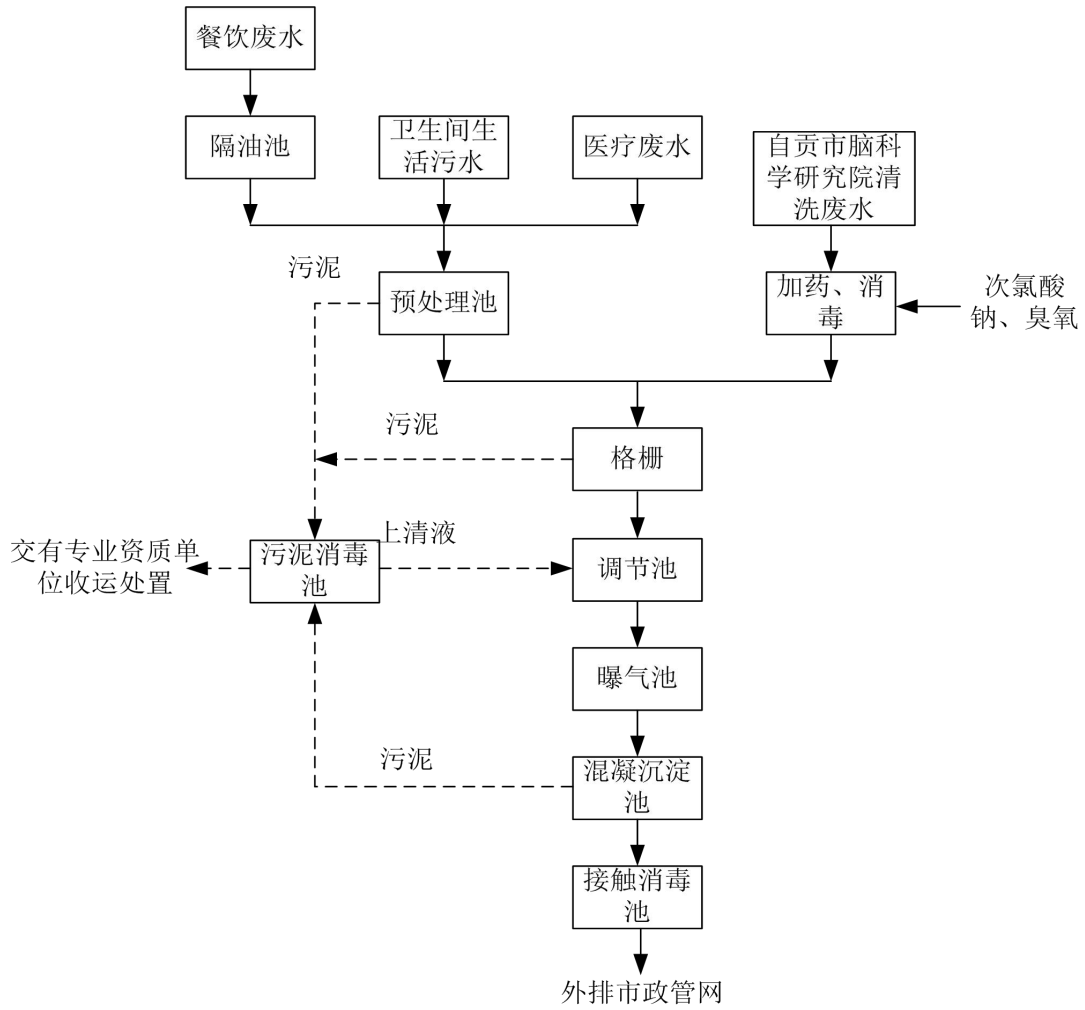 餐饮废水
隔油池
卫生间生
活污水
医疗废水
自贡市脑科
学研究院清
洗废水
污泥
预处理池
加药、消
毒
次氯酸
钠、臭氧
污泥
格栅
上清液
交有专业资质单
位收运处置
污泥消毒
池
调节池
曝气池
污泥
混凝沉淀
池
接触消毒
池
外排市政管网